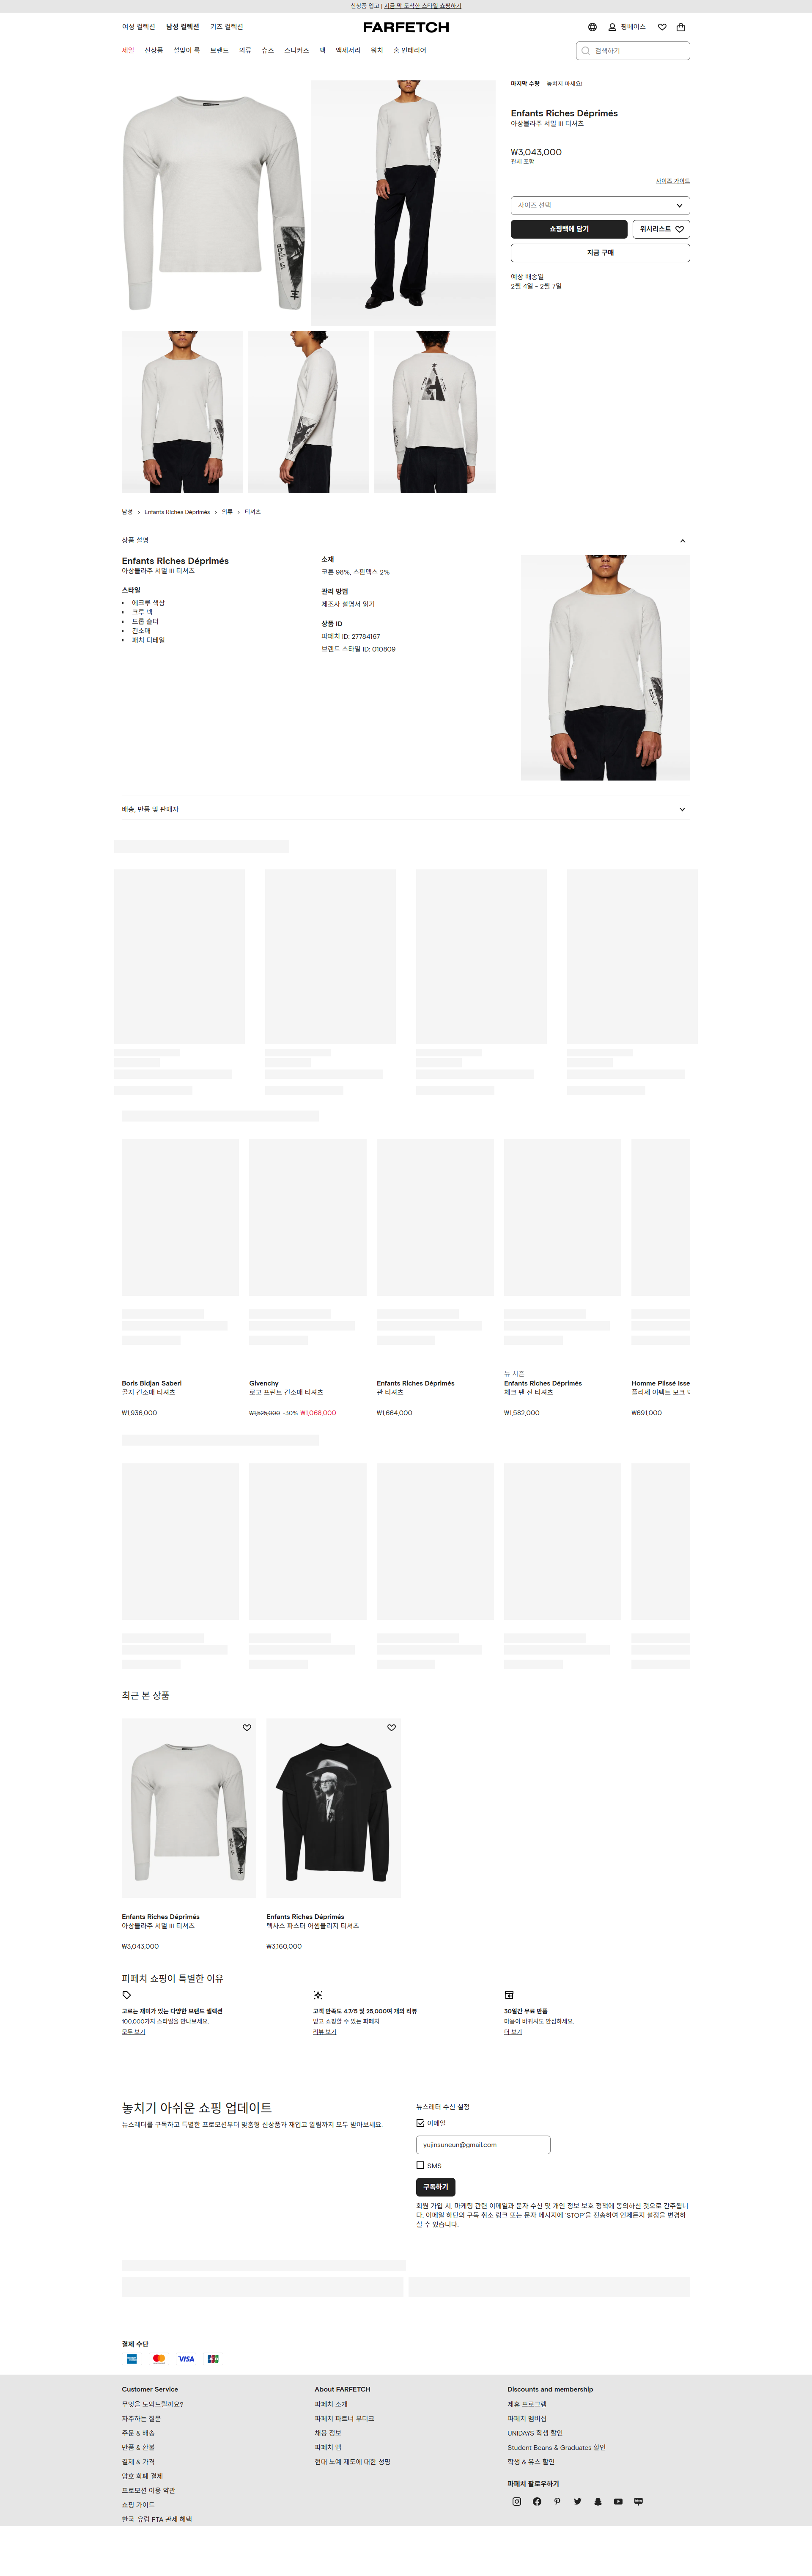 신상품 입고 | 지금 막 도착한 스타일 쇼핑하기
여성 컬렉션 남성 컬렉션 키즈 컬렉션
FARFETCH
핑베이스
세일 신상품 설맞이 룩 브랜드 의류 슈즈 스니커즈 백 액세서리 워치 홈 인테리어
검색하기
마지막 수량 - 놓치지 마세요!
Enfants Riches Déprimés
아상블라주 서멀 III 티셔츠
₩3,043,000
관세 포함
사이즈 가이드
사이즈 선택
쇼핑백에 담기
위시리스트
지금 구매
예상 배송일
2월 4일 - 2월 7일
남성 › Enfants Riches Déprimés › 의류 › 티셔츠
상품 설명
Enfants Riches Déprimés
아상블라주 서멀 III 티셔츠
스타일
• 에크루 색상
• 크루 넥
• 드롭 숄더
• 긴소매
• 패치 디테일
소재
코튼 98%, 스판덱스 2%
관리 방법
제조사 설명서 읽기
상품 ID
파페치 ID: 27784167
브랜드 스타일 ID: 010809
배송, 반품 및 판매자
Boris Bidjan Saberi
골지 긴소매 티셔츠
₩1,936,000
Givenchy
로고 프린트 긴소매 티셔츠
₩1,525,000 -30% ₩1,068,000
Enfants Riches Déprimés
관 티셔츠
₩1,664,000
뉴 시즌
Enfants Riches Déprimés
체크 팬 진 티셔츠
₩1,582,000
Homme Plissé Isse
플리세 이펙트 모크
₩691,000
최근 본 상품
Enfants Riches Déprimés
아상블라주 서멀 III 티셔츠
₩3,043,000
Enfants Riches Déprimés
텍사스 파스터 어셈블리지 티셔츠
₩3,160,000
파페치 쇼핑이 특별한 이유
고르는 재미가 있는 다양한 브랜드 셀렉션
100,000가지 스타일을 만나보세요.
모두 보기
고객 만족도 4.7/5 및 25,000여 개의 리뷰
믿고 쇼핑할 수 있는 파페치
리뷰 보기
30일간 무료 반품
마음이 바뀌셔도 안심하세요.
더 보기
놓치기 아쉬운 쇼핑 업데이트
뉴스레터를 구독하고 특별한 프로모션부터 맞춤형 신상품과 재입고 알림까지 모두 받아보세요.
뉴스레터 수신 설정
이메일
yujinsuneun@gmail.com
SMS
구독하기
회원 가입 시, 마케팅 관련 이메일과 문자 수신 및 개인 정보 보호 정책에 동의하신 것으로 간주됩니
다. 이메일 하단의 구독 취소 링크 또는 문자 메시지에 'STOP'을 전송하여 언제든지 설정을 변경하
실 수 있습니다.
결제 수단
VISA
JCB
Customer Service
무엇을 도와드릴까요?
자주하는 질문
주문 & 배송
반품 & 환불
결제 & 가격
암호 화폐 결제
프로모션 이용 약관
쇼핑 가이드
한국-유럽 FTA 관세 혜택
About FARFETCH
파페치 소개
파페치 파트너 부티크
채용 정보
파페치 앱
현대 노예 제도에 대한 성명
Discounts and membership
제휴 프로그램
파페치 멤버십
UNIDAYS 학생 할인
Student Beans & Graduates 할인
학생 & 유스 할인
파페치 팔로우하기